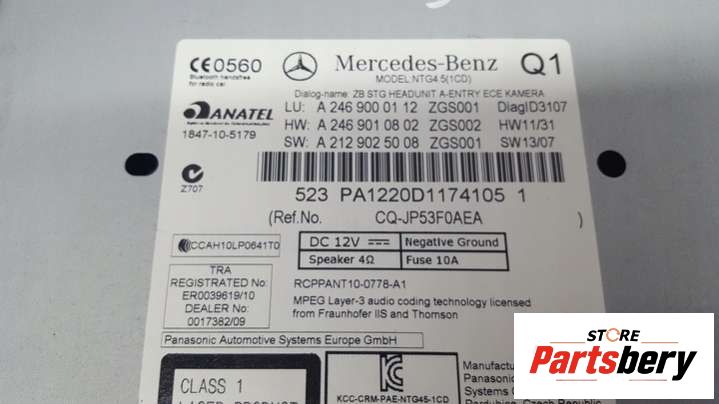 CE0560
Bluetooth handsfree
for radio call
Mercedes-Benz
Q1
MODEL:NTG4.5(1CD)
Dialog-name: ZB STG HEADUNIT A-ENTRY ECE KAMERA
LU: A 246 900 01 12 ZGS001 DiagID3107
HW: A 246 901 08 02 ZGS002 HW11/31
SW: A 212 902 50 08 ZGS001 SW13/07
ANATEL
1847-10-5179
Z707
523 PA1220D1174105 1
(Ref.No. CQ-JP53F0AEA )
CCAH10LP0641T0
DC 12V
Negative Ground
Speaker 4Ω
Fuse 10A
TRA
REGISTRATED No:
ER0039619/10
DEALER No:
0017382/09
RCPPANT10-0778-A1
MPEG Layer-3 audio coding technology licensed
from Fraunhofer IIS and Thomson
Panasonic Automotive Systems Europe GmbH
CLASS 1
KCC-CRM-PAE-NTG45-1CD
Manufactu
Panasonic
STORE
Partsbery